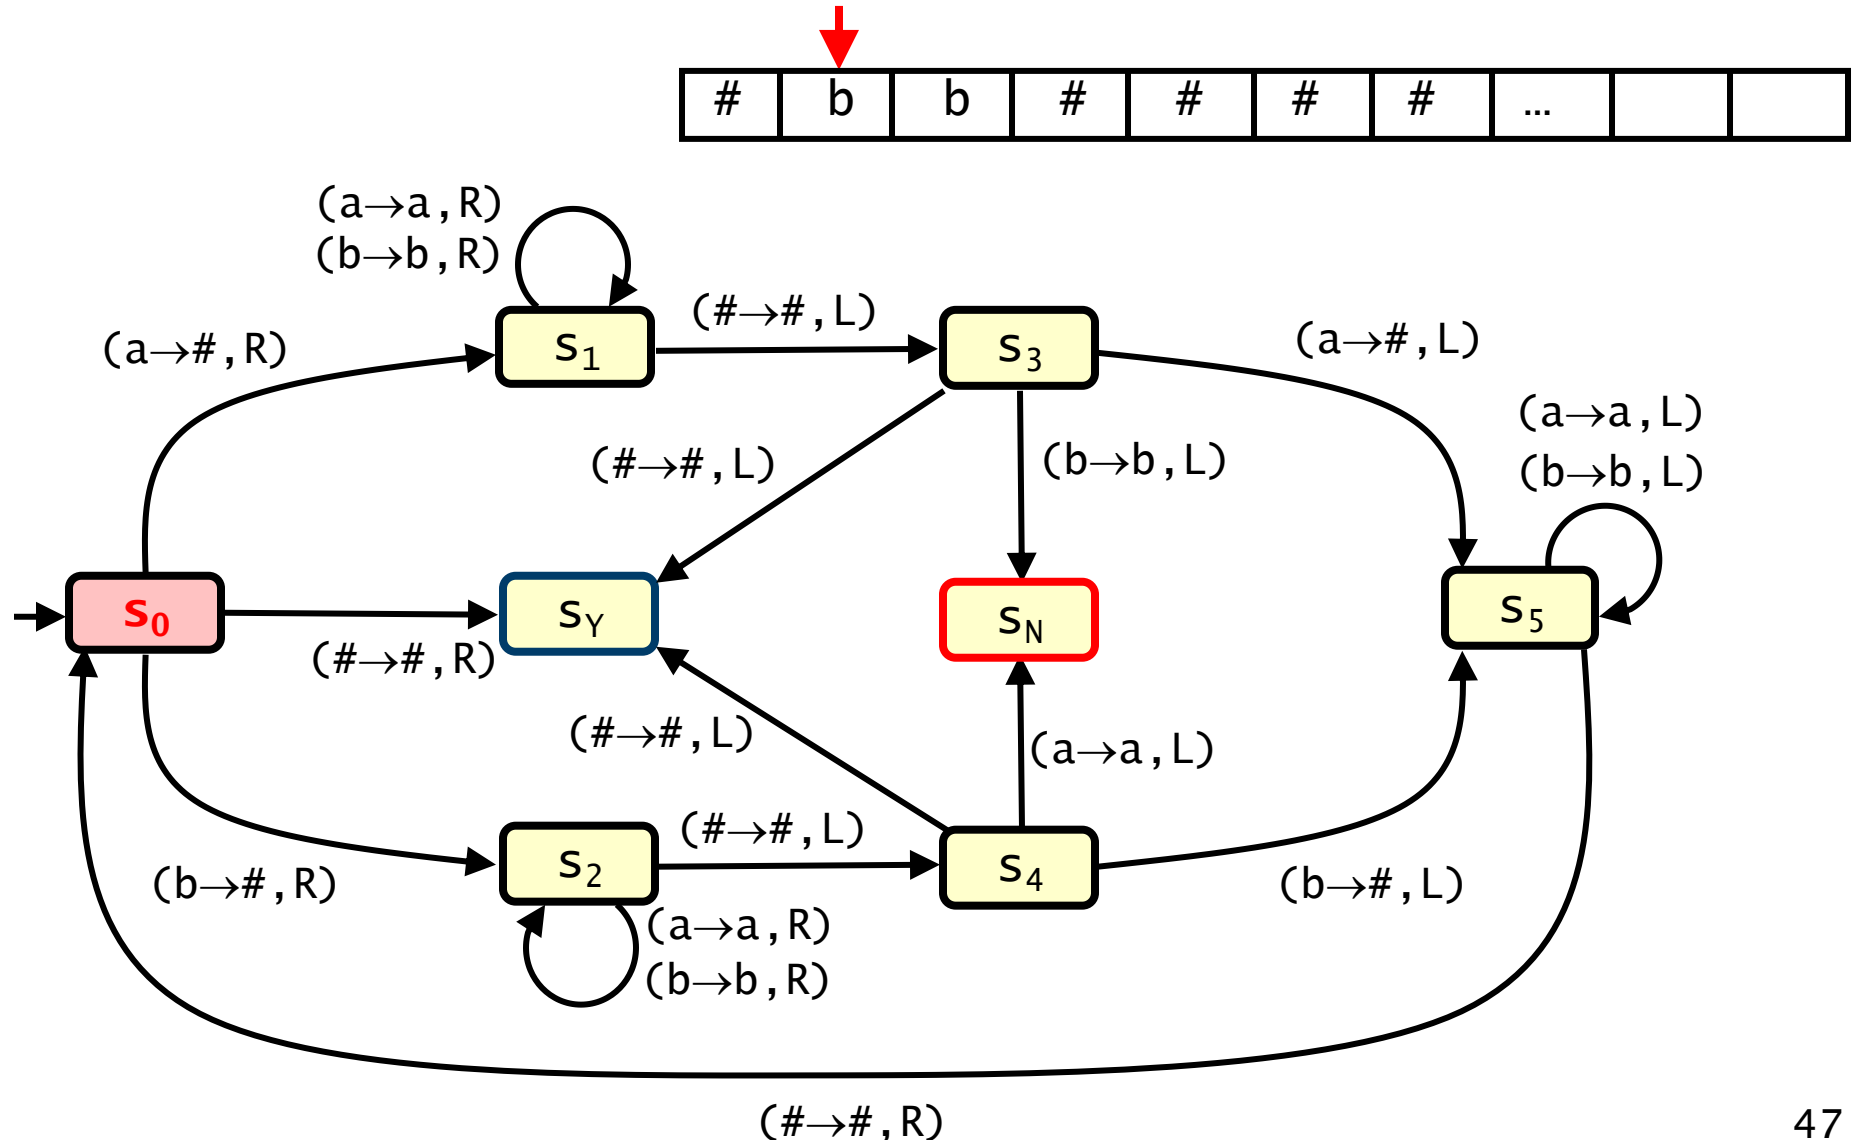 # b b # # # # ...
(a→a,R)
(b→b,R)
(#→#,L)
(a→#,R)
s1
s3
(a→#,L)
(a→a,L)
(b→b,L)
(#→#,L)
(b→b,L)
s0
sY
sN
s5
(#→#,R)
(#→#,L)
(a→a,L)
(#→#,L)
(b→#,R)
s2
s4
(b→#,L)
(a→a,R)
(b→b,R)
(#→#,R)
47